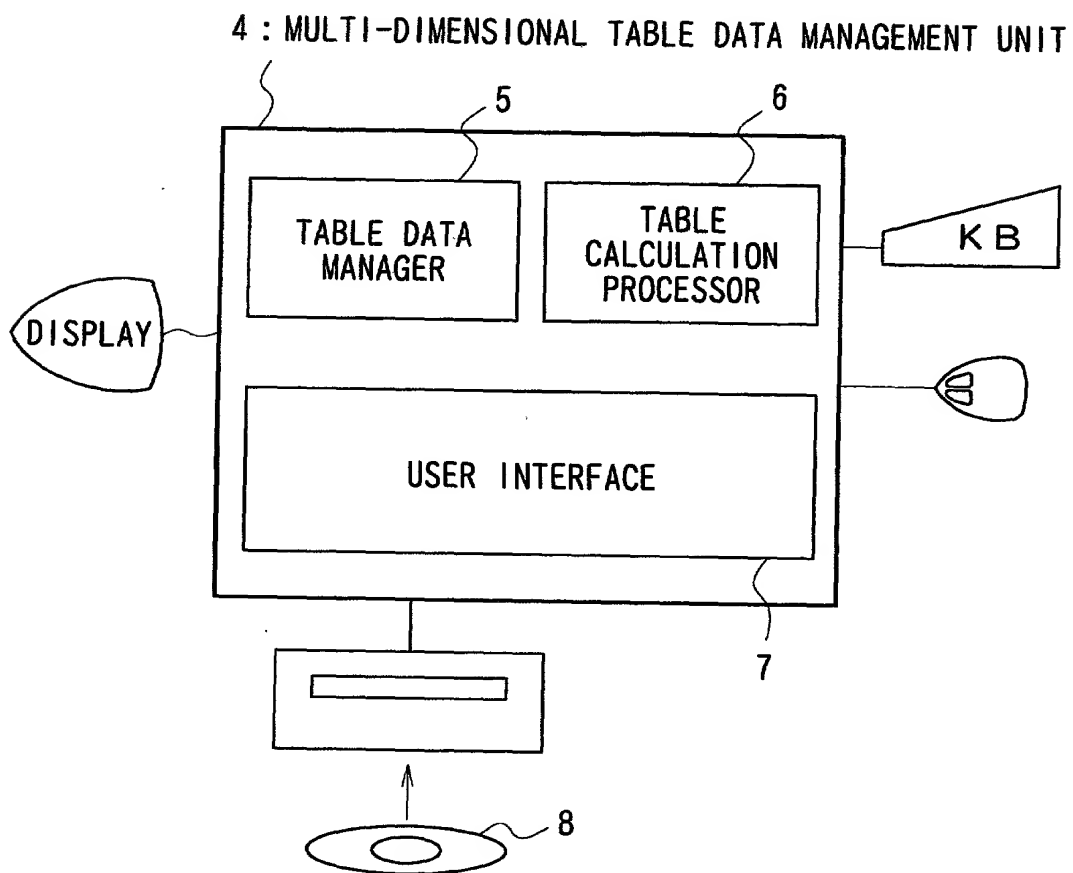 4 : MULTI-DIMENSIONAL TABLE DATA MANAGEMENT UNIT
5
6
TABLE DATA
MANAGER
TABLE
CALCULATION
PROCESSOR
KB
DISPLAY
USER INTERFACE
7
8